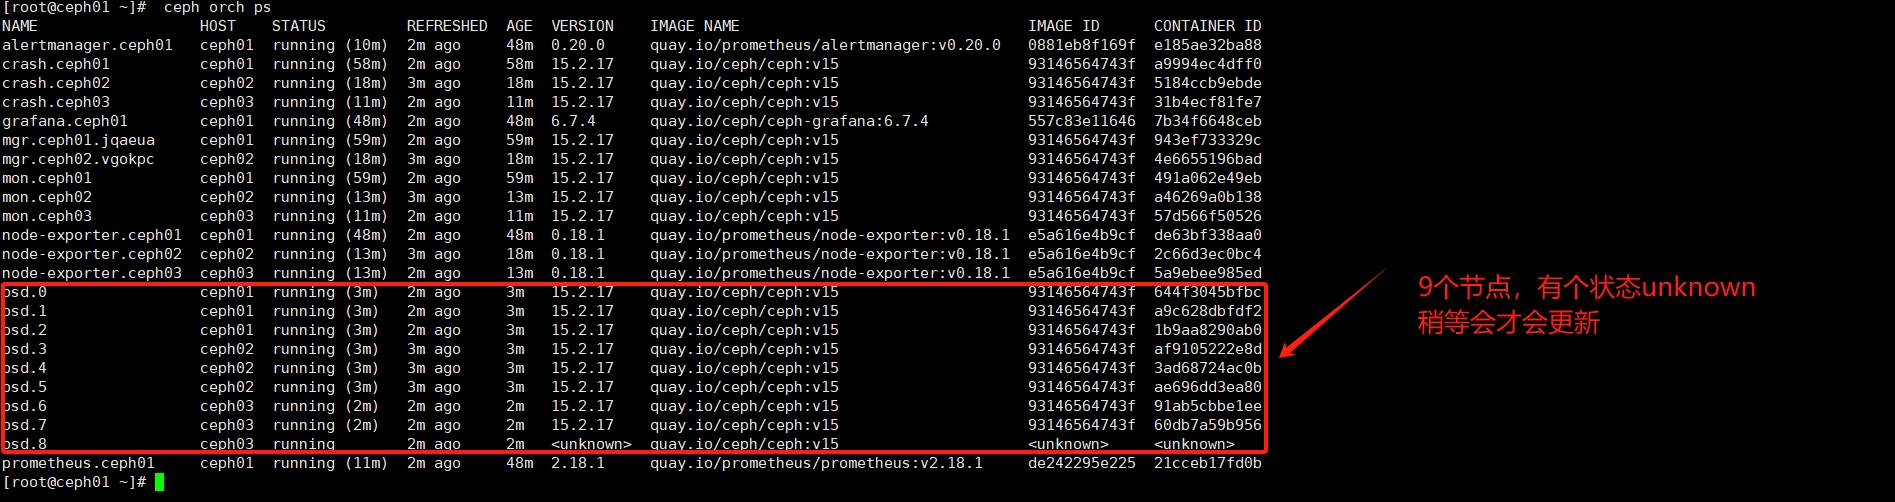 [root@ceph01 ~]#  ceph orch ps
NAME                  HOST    STATUS         REFRESHED  AGE  VERSION    IMAGE NAME                                IMAGE ID      CONTAINER ID
alertmanager.ceph01   ceph01  running (10m)  2m ago     48m  0.20.0     quay.io/prometheus/alertmanager:v0.20.0   0881eb8f169f  e185ae32ba88
crash.ceph01          ceph01  running (58m)  2m ago     58m  15.2.17    quay.io/ceph/ceph:v15                     93146564743f  a9994ec4dff0
crash.ceph02          ceph02  running (18m)  3m ago     18m  15.2.17    quay.io/ceph/ceph:v15                     93146564743f  5184ccb9ebde
crash.ceph03          ceph03  running (11m)  2m ago     11m  15.2.17    quay.io/ceph/ceph:v15                     93146564743f  31b4ecf81fe7
grafana.ceph01        ceph01  running (48m)  2m ago     48m  6.7.4      quay.io/ceph/ceph-grafana:6.7.4           557c83e11646  7b34f6648ceb
mgr.ceph01.jqaeua     ceph01  running (59m)  2m ago     59m  15.2.17    quay.io/ceph/ceph:v15                     93146564743f  943ef733329c
mgr.ceph02.vgokpc     ceph02  running (18m)  3m ago     18m  15.2.17    quay.io/ceph/ceph:v15                     93146564743f  4e6655196bad
mon.ceph01            ceph01  running (59m)  2m ago     59m  15.2.17    quay.io/ceph/ceph:v15                     93146564743f  491a062e49eb
mon.ceph02            ceph02  running (13m)  3m ago     13m  15.2.17    quay.io/ceph/ceph:v15                     93146564743f  a46269a0b138
mon.ceph03            ceph03  running (11m)  2m ago     11m  15.2.17    quay.io/ceph/ceph:v15                     93146564743f  57d566f50526
node-exporter.ceph01  ceph01  running (48m)  2m ago     48m  0.18.1     quay.io/prometheus/node-exporter:v0.18.1  e5a616e4b9cf  de63bf338aa0
node-exporter.ceph02  ceph02  running (13m)  3m ago     18m  0.18.1     quay.io/prometheus/node-exporter:v0.18.1  e5a616e4b9cf  2c66d3ec0bc4
node-exporter.ceph03  ceph03  running (13m)  2m ago     13m  0.18.1     quay.io/prometheus/node-exporter:v0.18.1  e5a616e4b9cf  5a9ebee985ed
osd.0                 ceph01  running (3m)   2m ago     3m   15.2.17    quay.io/ceph/ceph:v15                     93146564743f  644f3045bfbc
osd.1                 ceph01  running (3m)   2m ago     3m   15.2.17    quay.io/ceph/ceph:v15                     93146564743f  a9c628dbfdf2
osd.2                 ceph01  running (3m)   2m ago     3m   15.2.17    quay.io/ceph/ceph:v15                     93146564743f  1b9aa8290ab0
osd.3                 ceph02  running (3m)   3m ago     3m   15.2.17    quay.io/ceph/ceph:v15                     93146564743f  af9105222e8d
osd.4                 ceph02  running (3m)   3m ago     3m   15.2.17    quay.io/ceph/ceph:v15                     93146564743f  3ad68724ac0b
osd.5                 ceph02  running (3m)   3m ago     3m   15.2.17    quay.io/ceph/ceph:v15                     93146564743f  ae696dd3ea80
osd.6                 ceph03  running (2m)   2m ago     2m   15.2.17    quay.io/ceph/ceph:v15                     93146564743f  91ab5cbbe1ee
osd.7                 ceph03  running (2m)   2m ago     2m   15.2.17    quay.io/ceph/ceph:v15                     93146564743f  60db7a59b956
osd.8                 ceph03  running        2m ago     2m   <unknown>  quay.io/ceph/ceph:v15                     <unknown>     <unknown>
prometheus.ceph01     ceph01  running (11m)  2m ago     48m  2.18.1     quay.io/prometheus/prometheus:v2.18.1     de242295e225  21cceb17fd0b
[root@ceph01 ~]#
9个节点，有个状态unknown
稍等会才会更新